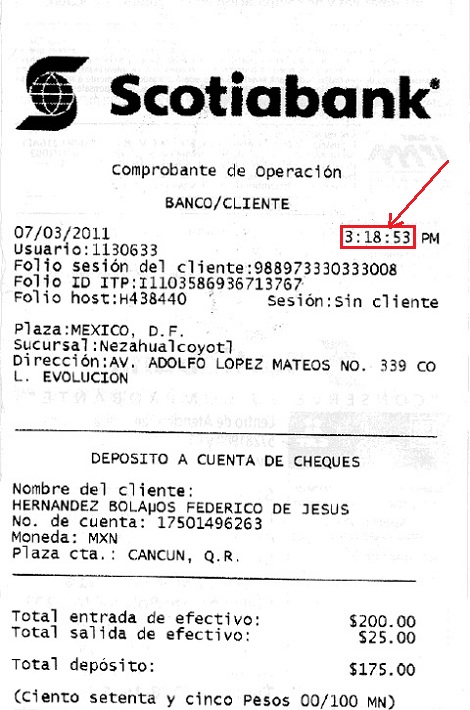 Scotiabank®
Comprobante de Operación
BANCO/CLIENTE
07/03/2011 3:18:53 PM
Usuario:1130633
Folio sesión del cliente:988973330333008
Folio ID ITP:I1103586936713767
Folio host:H438440 Sesión:Sin cliente
Plaza:MEXICO, D.F.
Sucursal:Nezahualcoyotl
Dirección:AV. ADOLFO LOPEZ MATEOS NO. 339 CO
L. EVOLUCION
DEPOSITO A CUENTA DE CHEQUES
Nombre del cliente:
HERNANDEZ BOLAµOS FEDERICO DE JESUS
No. de cuenta: 17501496263
Moneda: MXN
Plaza cta.: CANCUN, Q.R.
Total entrada de efectivo: $200.00
Total salida de efectivo: $25.00
Total depósito: $175.00
(Ciento setenta y cinco Pesos 00/100 MN)